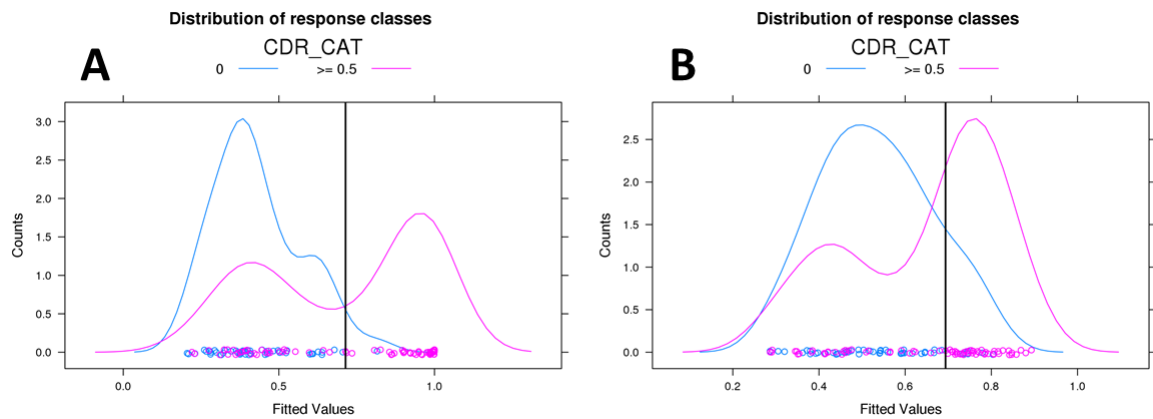 Distribution of response classes
CDR_CAT
0 >= 0.5
A
3.0
2.5
2.0
1.5
1.0
0.5
0.0
Counts
0.0 0.5 1.0
Fitted Values
Distribution of response classes
CDR_CAT
0 >= 0.5
B
2.5
2.0
1.5
1.0
0.5
0.0
Counts
0.2 0.4 0.6 0.8 1.0
Fitted Values